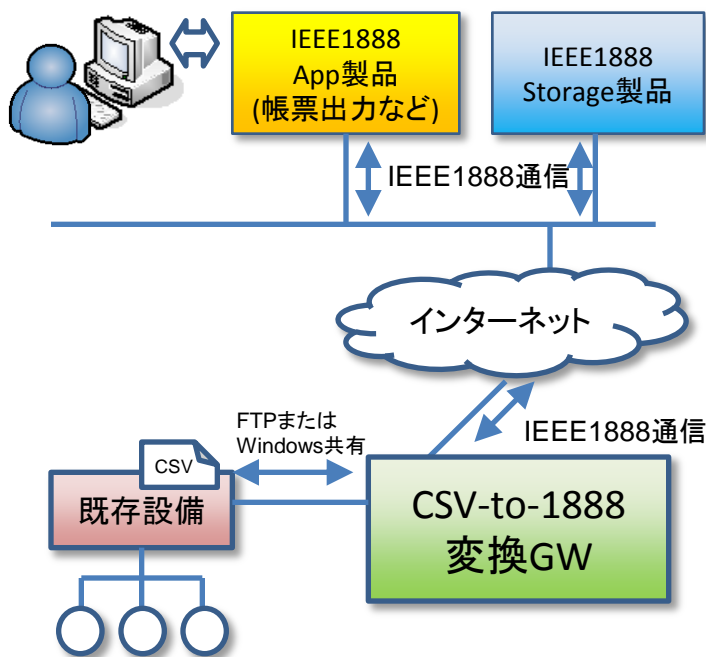 IEEE1888
App製品
(帳票出力など)
IEEE1888
Storage製品
IEEE1888通信
インターネット
IEEE1888通信
FTPまたは
Windows共有
CSV
既存設備
CSV-to-1888
変換GW